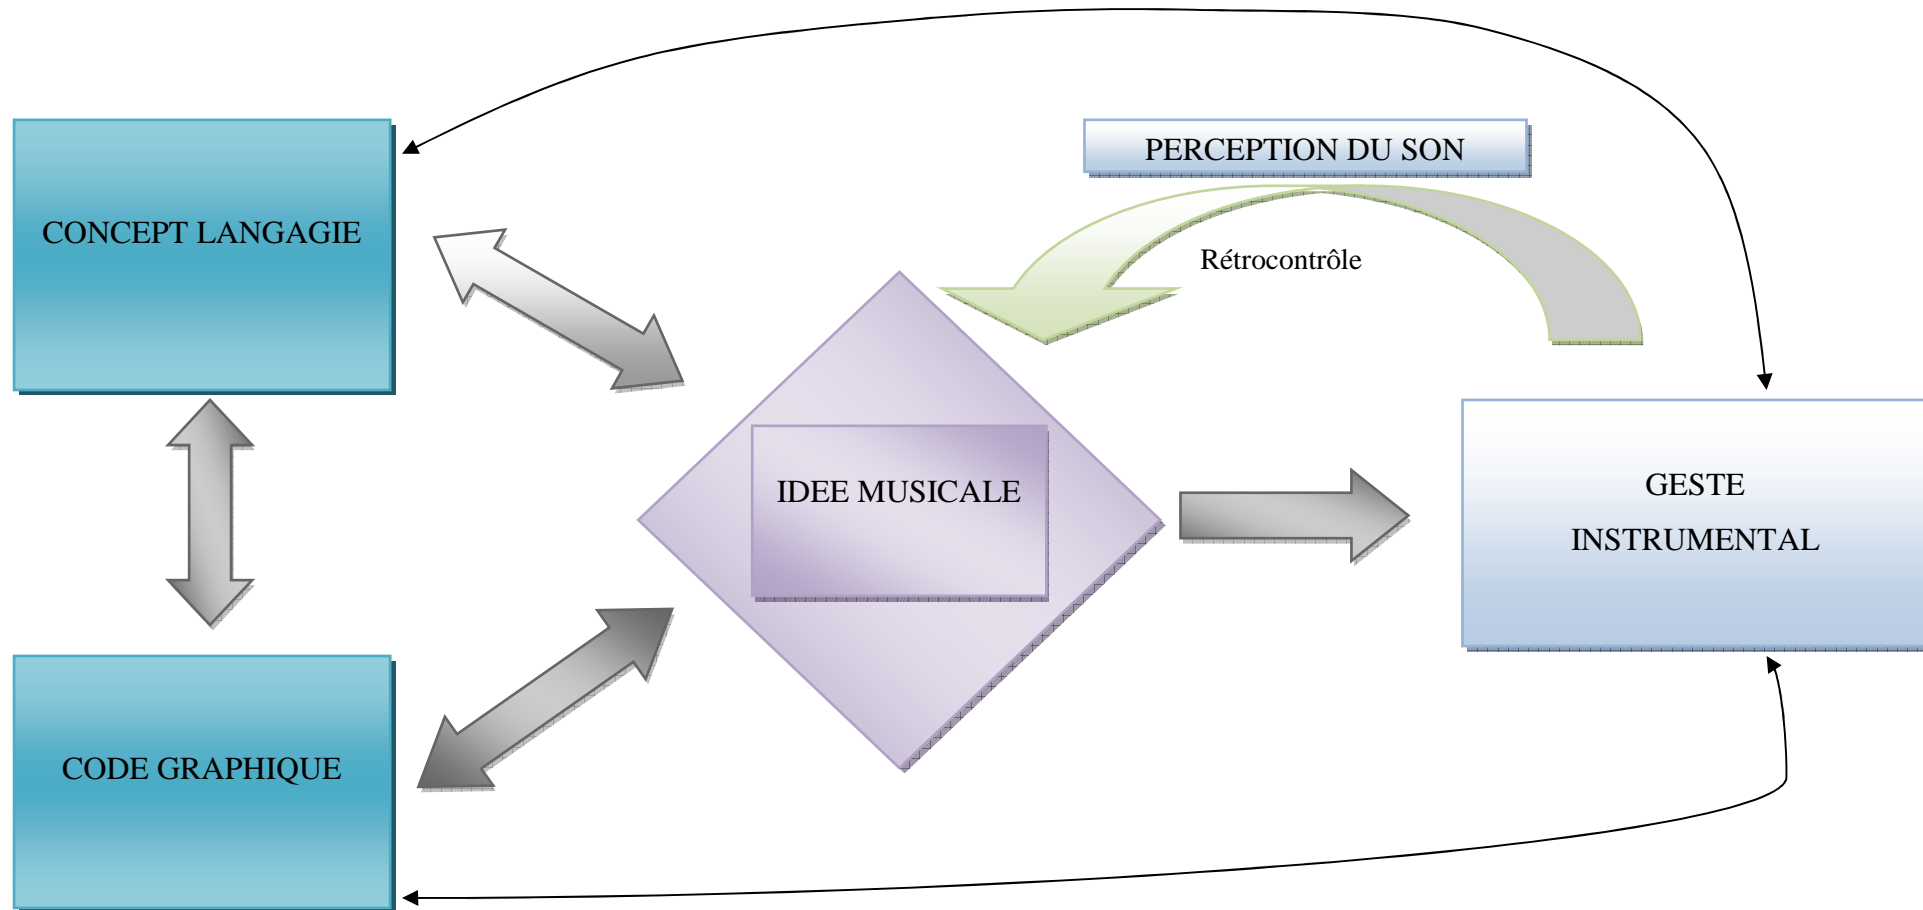 PERCEPTION DU SON
CONCEPT LANGAGIE
Rétrocontrôle
IDEE MUSICALE
GESTE
INSTRUMENTAL
CODE GRAPHIQUE